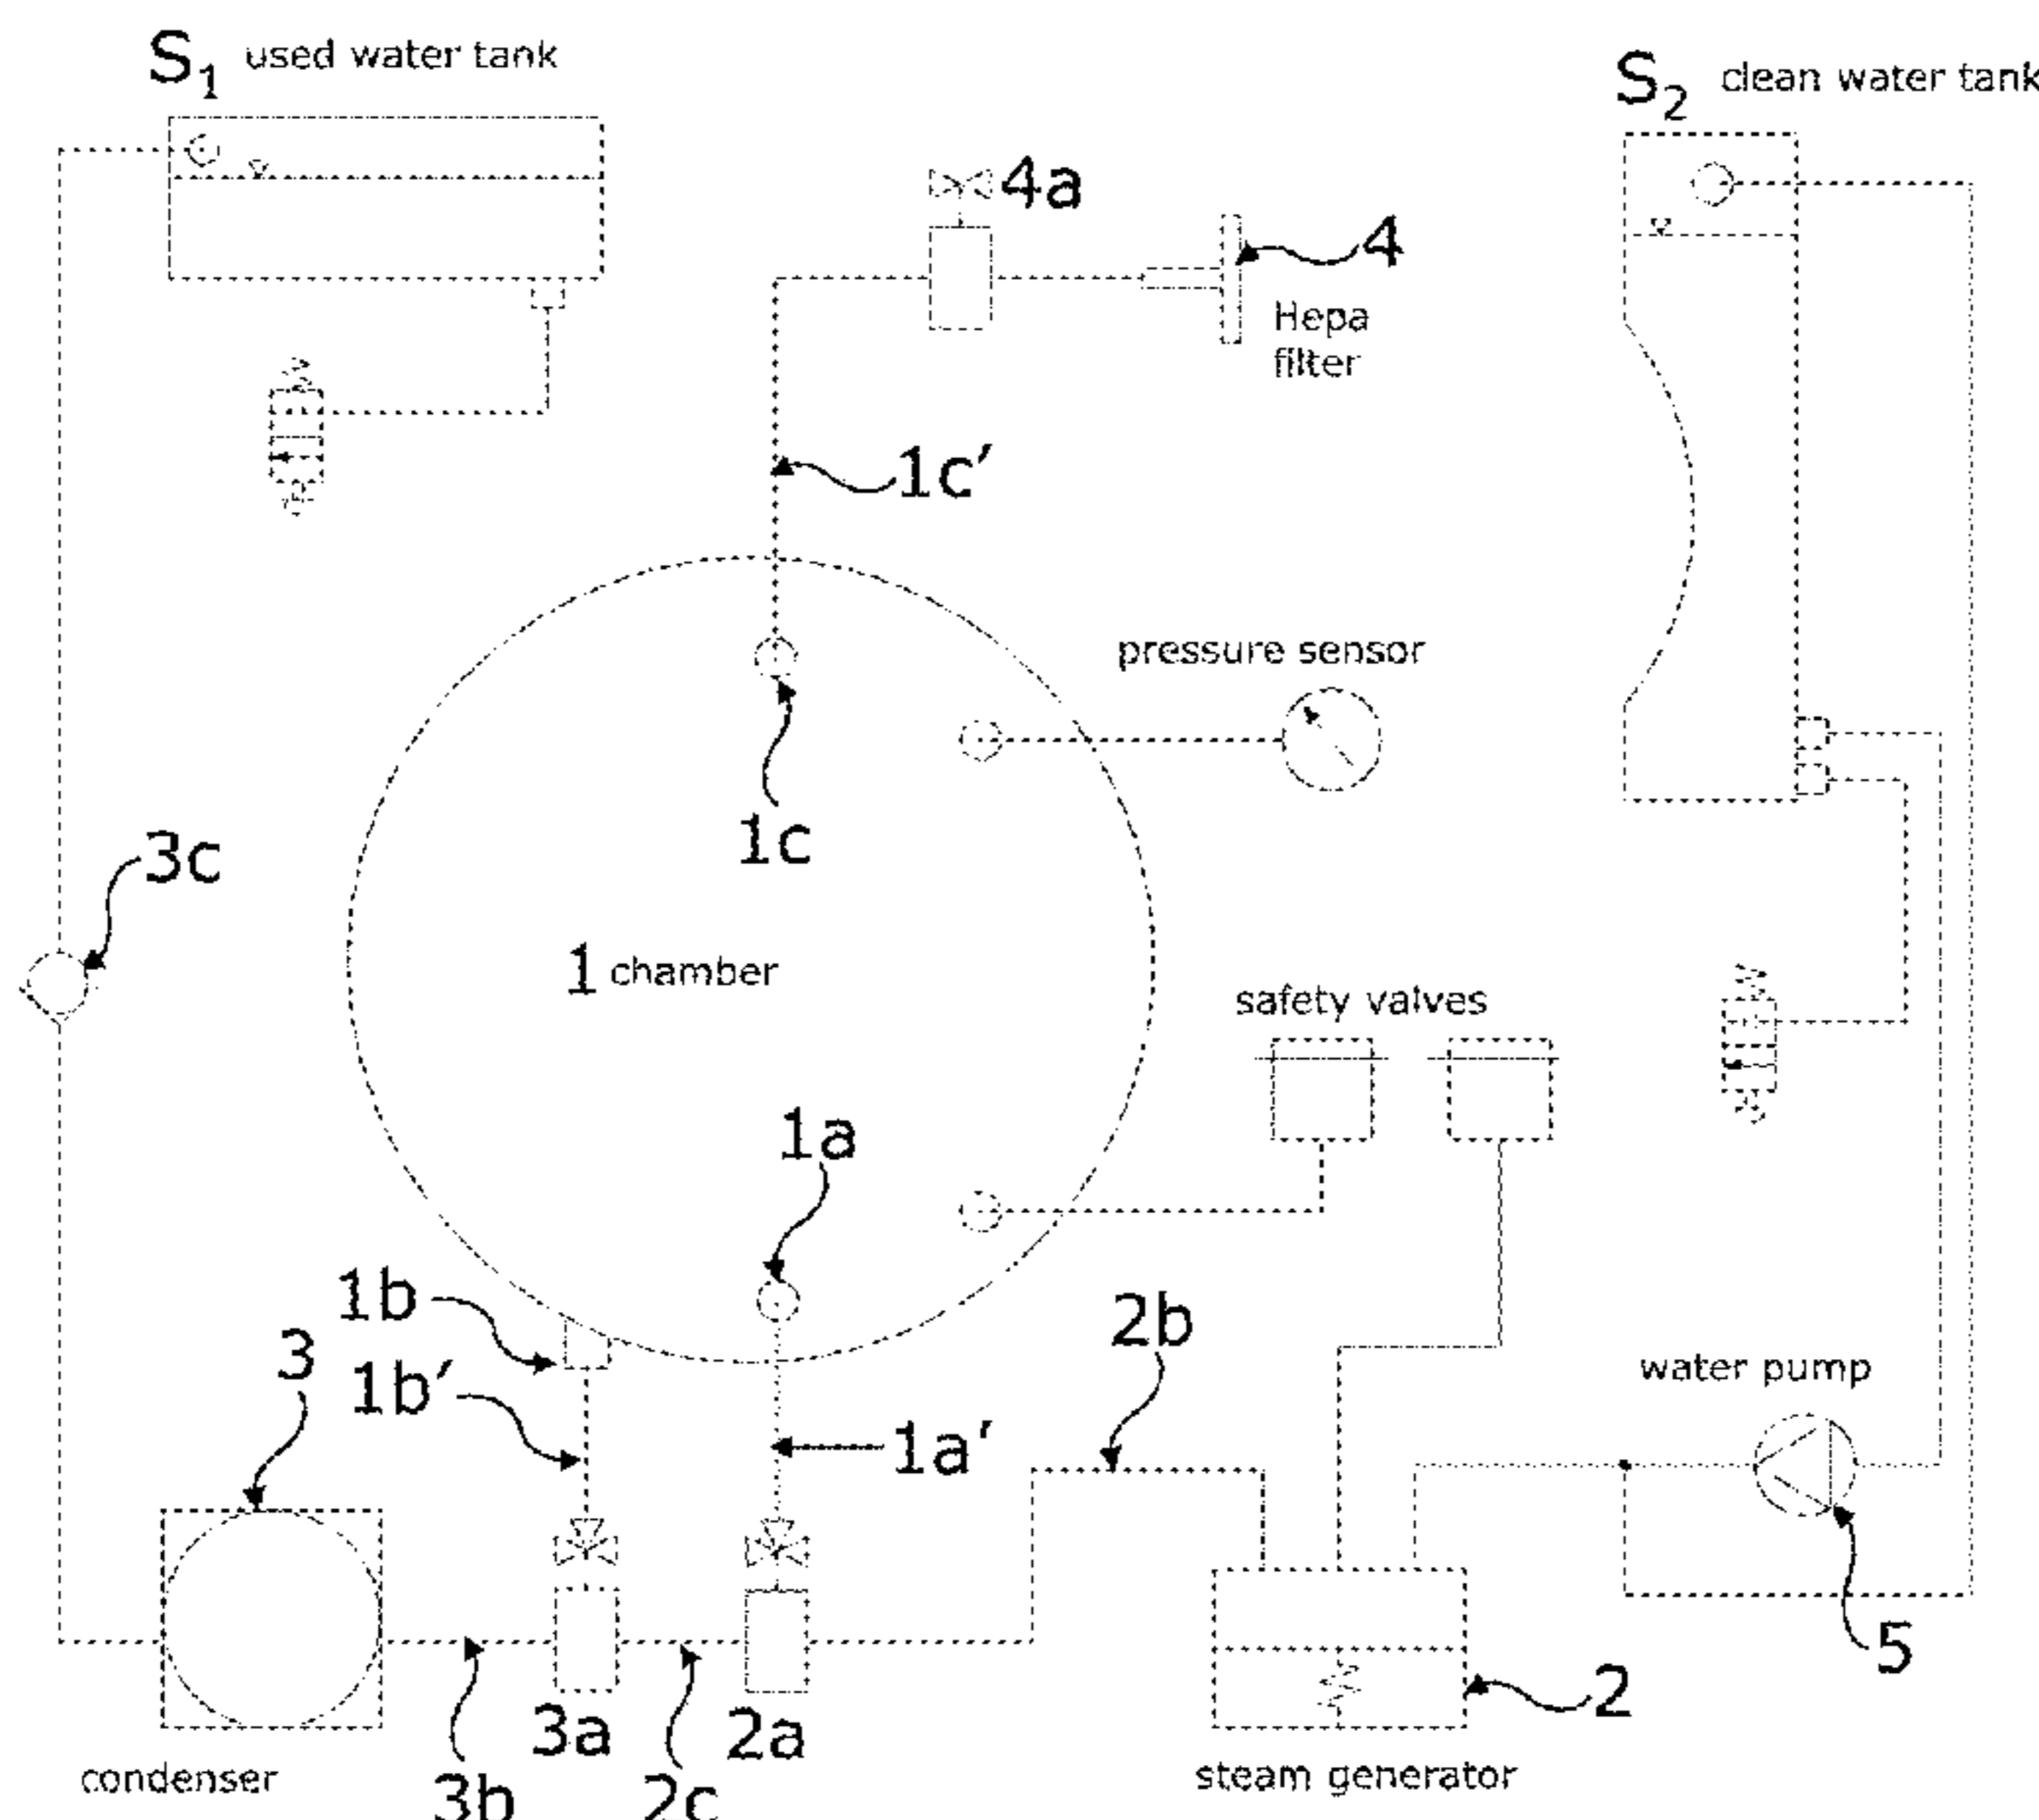 S1 used water tank
S2 clean water tank
4a
4
Hepa
filter
1c′
pressure sensor
1c
3c
1 chamber
safety valves
1a
1b
2b
3
1b′
water pump
1a′
5
2
3a
2a
condenser
3b
2c
steam generator